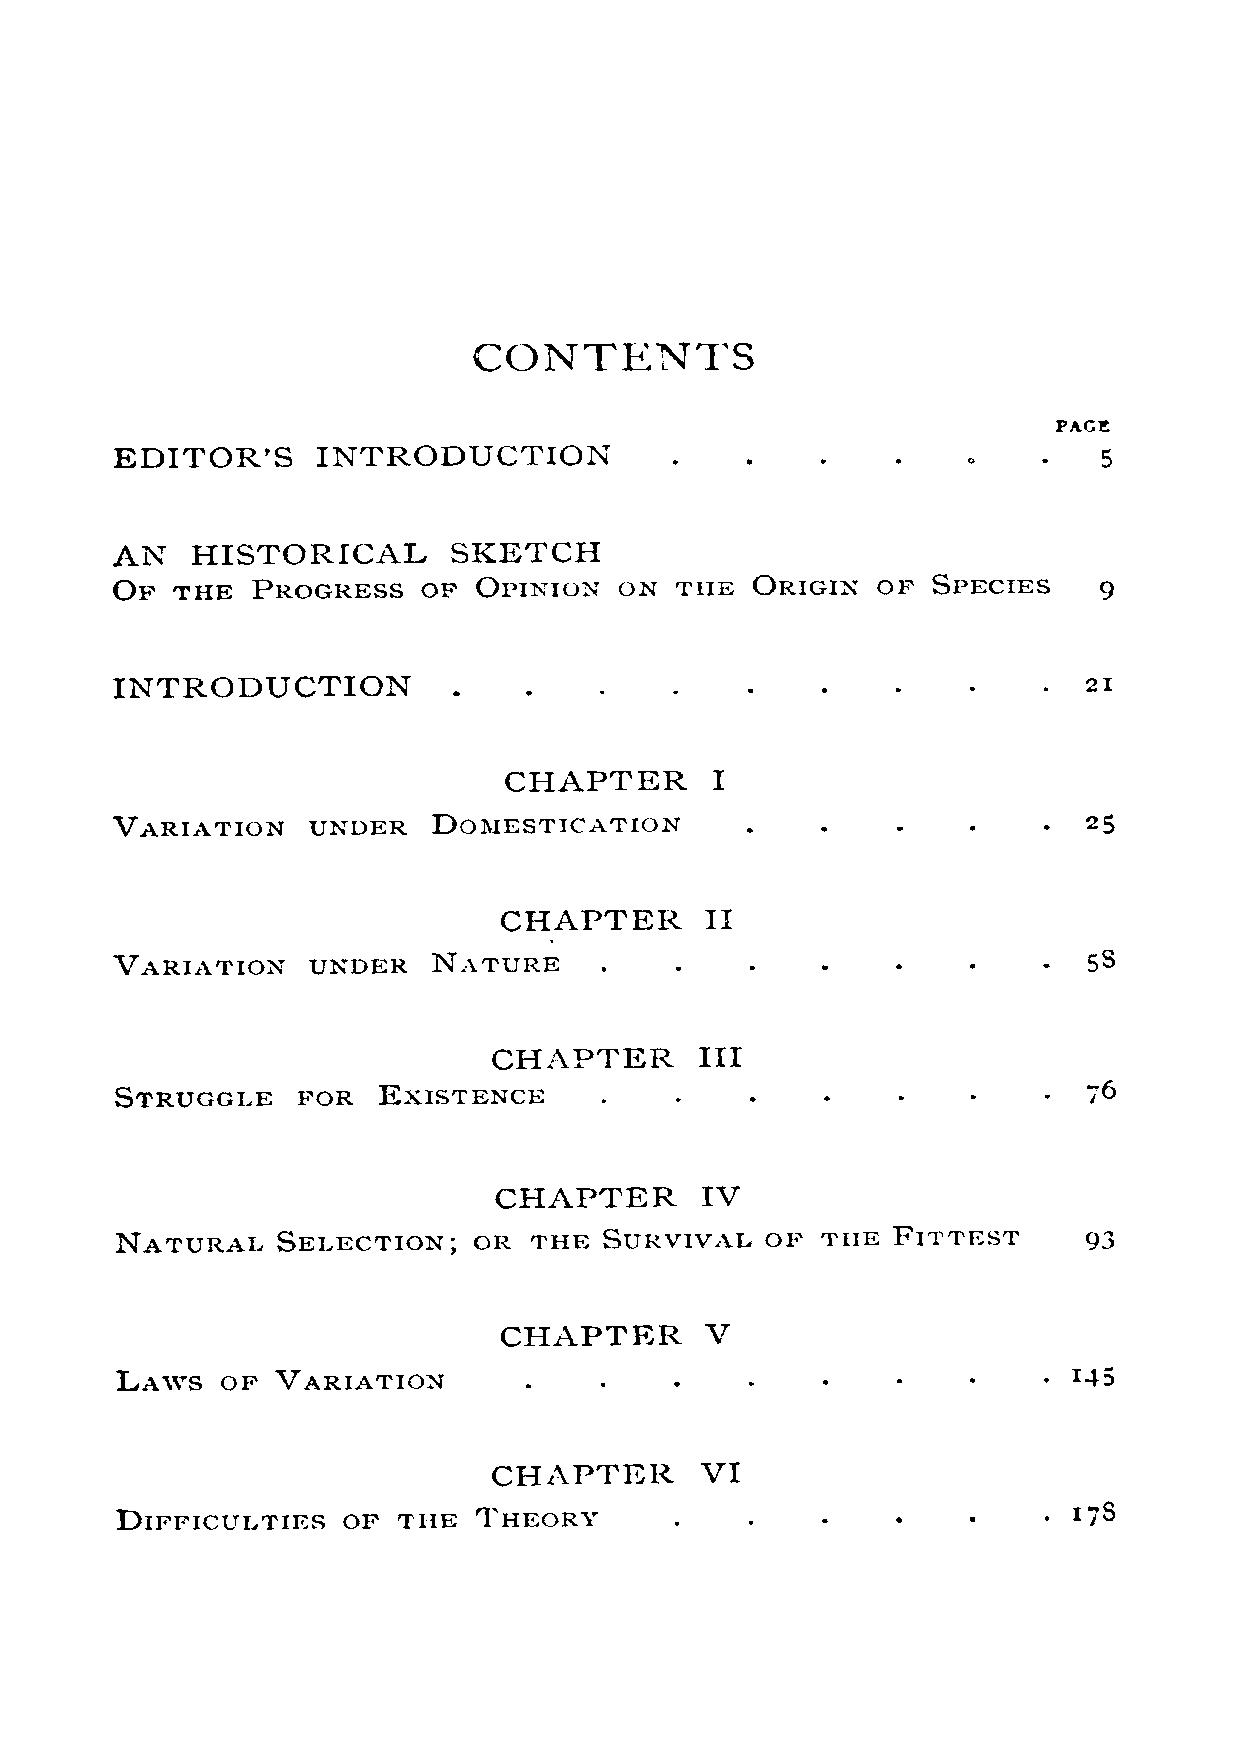 CONTENTS
PAGE
EDITOR'S INTRODUCTION . . . . . . 5
AN HISTORICAL SKETCH
OF THE PROGRESS OF OPINION ON THE ORIGIN OF SPECIES 9
INTRODUCTION . . . . . . . . . 21
CHAPTER I
VARIATION UNDER DOMESTICATION . . . . . 25
CHAPTER II
VARIATION UNDER NATURE . . . . . . . 58
CHAPTER III
STRUGGLE FOR EXISTENCE . . . . . . . 76
CHAPTER IV
NATURAL SELECTION; OR THE SURVIVAL OF THE FITTEST 93
CHAPTER V
LAWS OF VARIATION . . . . . . . . 145
CHAPTER VI
DIFFICULTIES OF THE THEORY . . . . . . 178